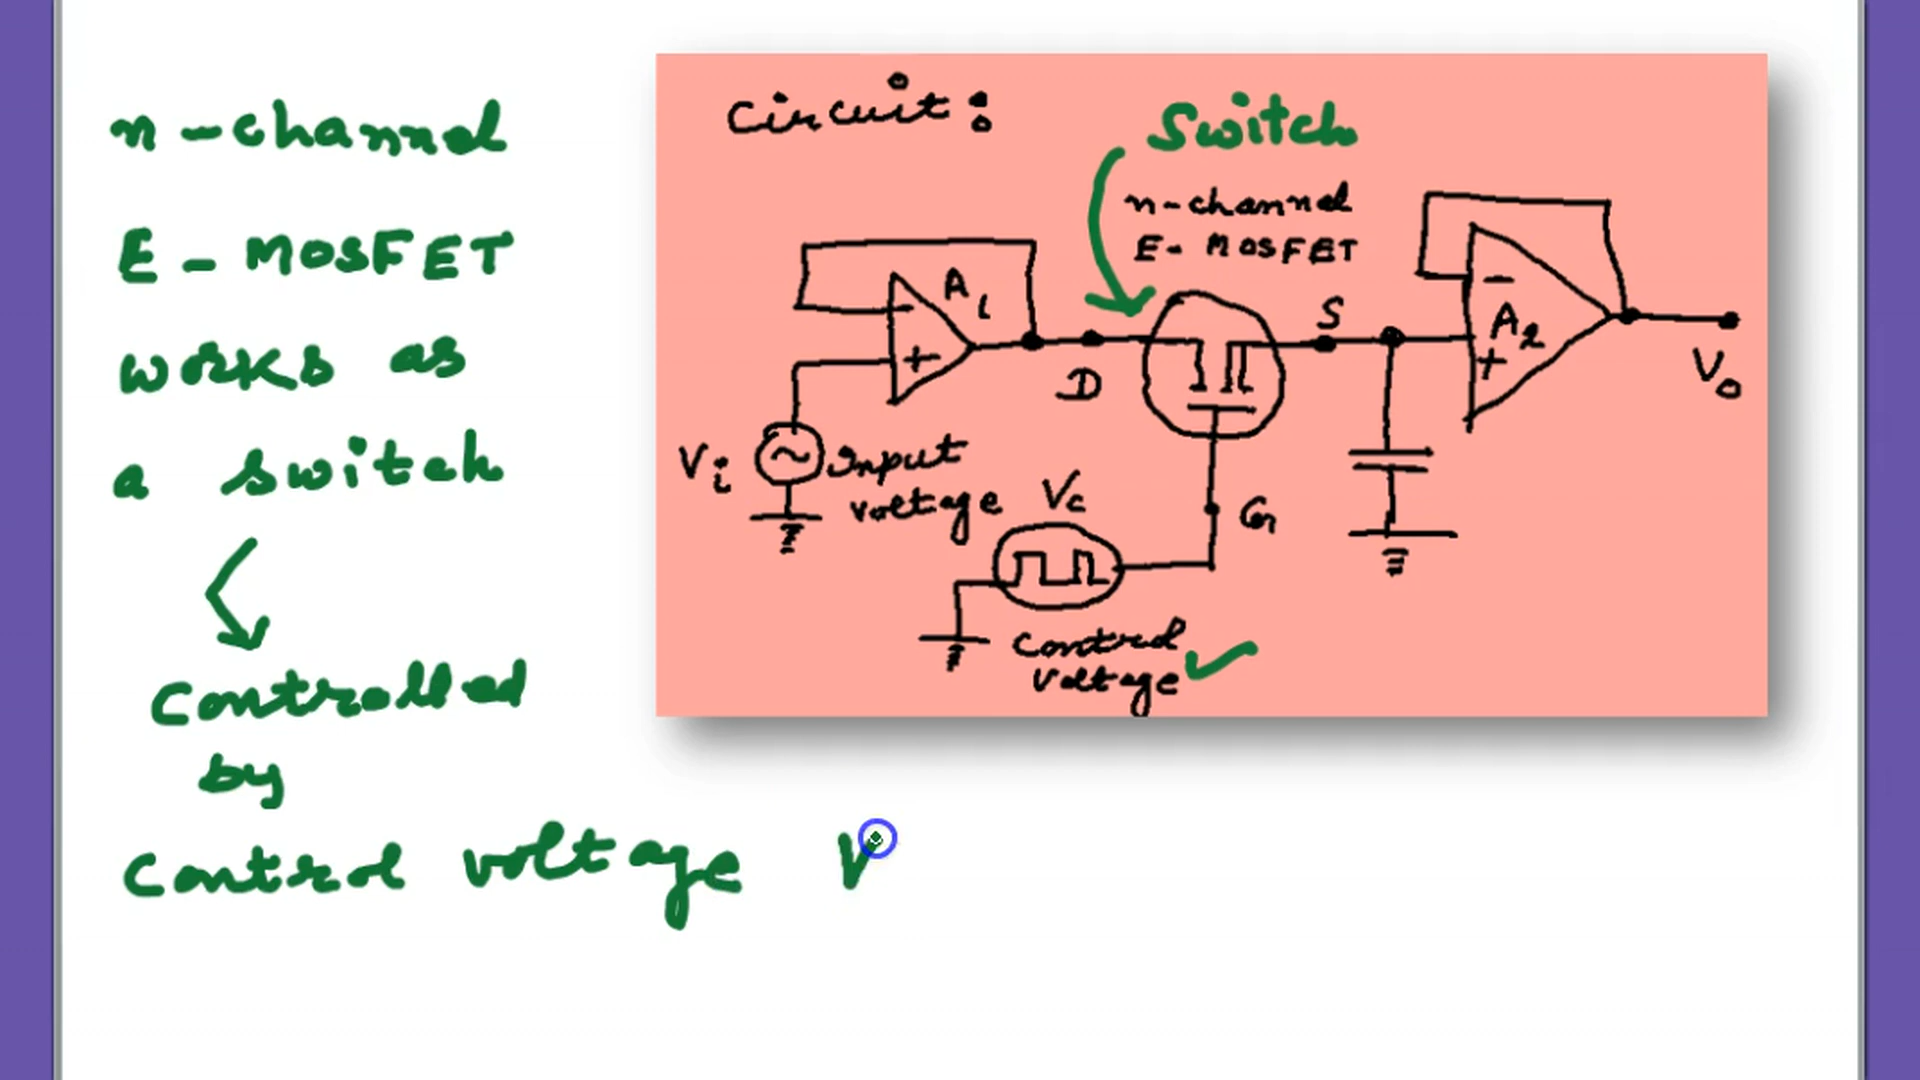 n-channel
E-MOSFET
works as
a switch
Controlled
by
Control voltage V
Circuit:
Switch
n-channel
E-MOSFET
A1
-
+
D
S
-
A2
+
Vo
Vi
Input
voltage
Vc
G
Control
Voltage